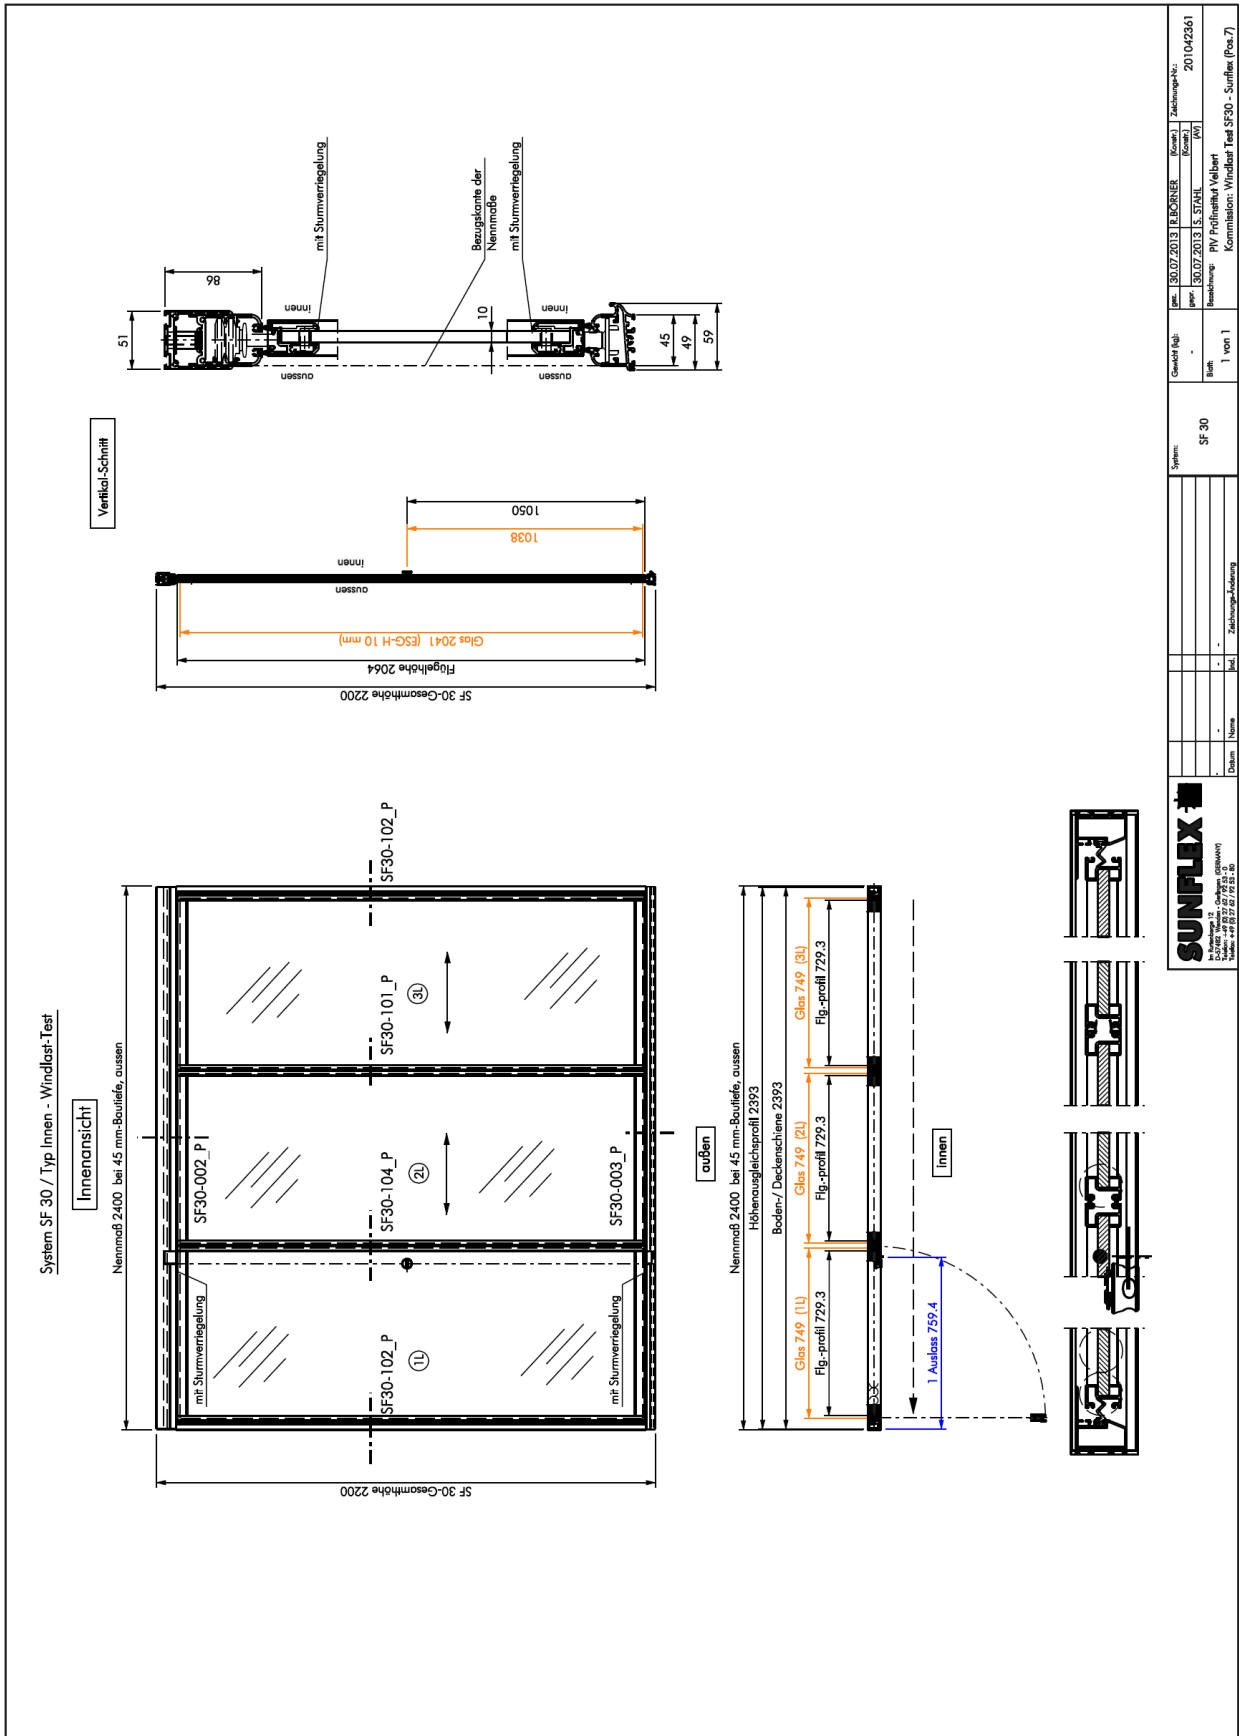 System SF 30 / Typ Innen - Windlast-Test
Innenansicht
Nennmaß 2400 bei 45 mm-Bautiefe, aussen
SF30-002_P
SF30-102_P
SF30-104_P
SF30-101_P
SF30-102_P
1L
2L
3L
mit Sturmverriegelung
mit Sturmverriegelung
SF30-003_P
SF 30-Gesamthöhe 2200
SF 30-Gesamthöhe 2200
Flügelhöhe 2064
Glas 2041 (ESG-H 10 mm)
aussen
innen
1038
1050
Vertikal-Schnitt
51
86
innen
aussen
mit Sturmverriegelung
Bezugskante der
Nennmaße
10
mit Sturmverriegelung
innen
aussen
45
49
59
außen
Nennmaß 2400 bei 45 mm-Bautiefe, aussen
Höhenausgleichsprofil 2393
Boden-/ Deckenschiene 2393
Glas 749 (1L)
Glas 749 (2L)
Glas 749 (3L)
Flg.-profil 729.3
Flg.-profil 729.3
Flg.-profil 729.3
1 Auslass 759.4
innen
SUNFLEX
Datum
Name
Ind.
Zeichnungs-Änderung
System:
SF 30
Gewicht (kg):
-
Blatt:
1 von 1
gez. 30.07.2013 R.BÖRNER (Konstr.)
(Konstr.)
gepr. 30.07.2013 S. STAHL (AV)
Zeichnungs-Nr.:
201042361
Bezeichnung: PIV Prüfinstitut Velbert
Kommission: Windlast Test SF30 - Sunflex (Pos.7)